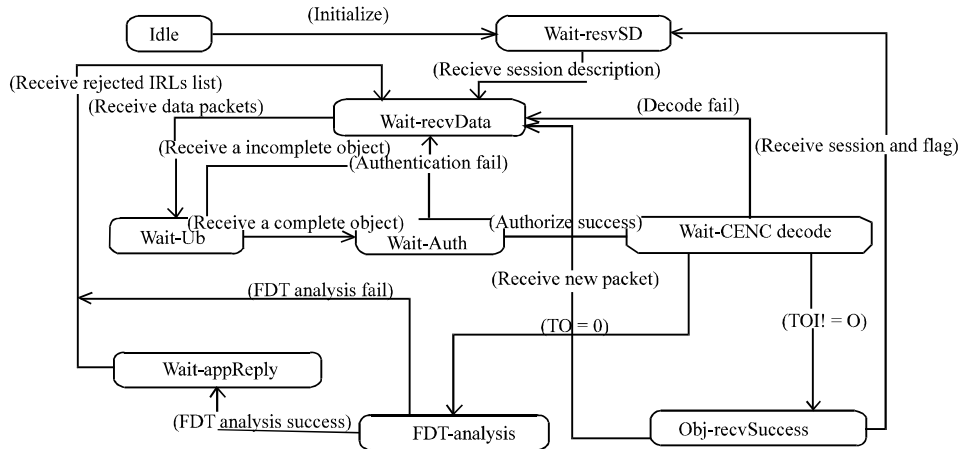 (Initialize)
Idle
Wait-resvSD
(Recieve session description)
(Receive rejected IRLs list)
(Receive data packets)
Wait-recvData
(Decode fail)
(Receive a incomplete object)
(Authentication fail)
(Receive session and flag)
(Receive a complete object)
(Authorize success)
Wait-Ub
Wait-Auth
Wait-CENC decode
(Receive new packet)
(FDT analysis fail)
(TO = 0)
(TOI! = O)
Wait-appReply
(FDT analysis success)
FDT-analysis
Obj-recvSuccess